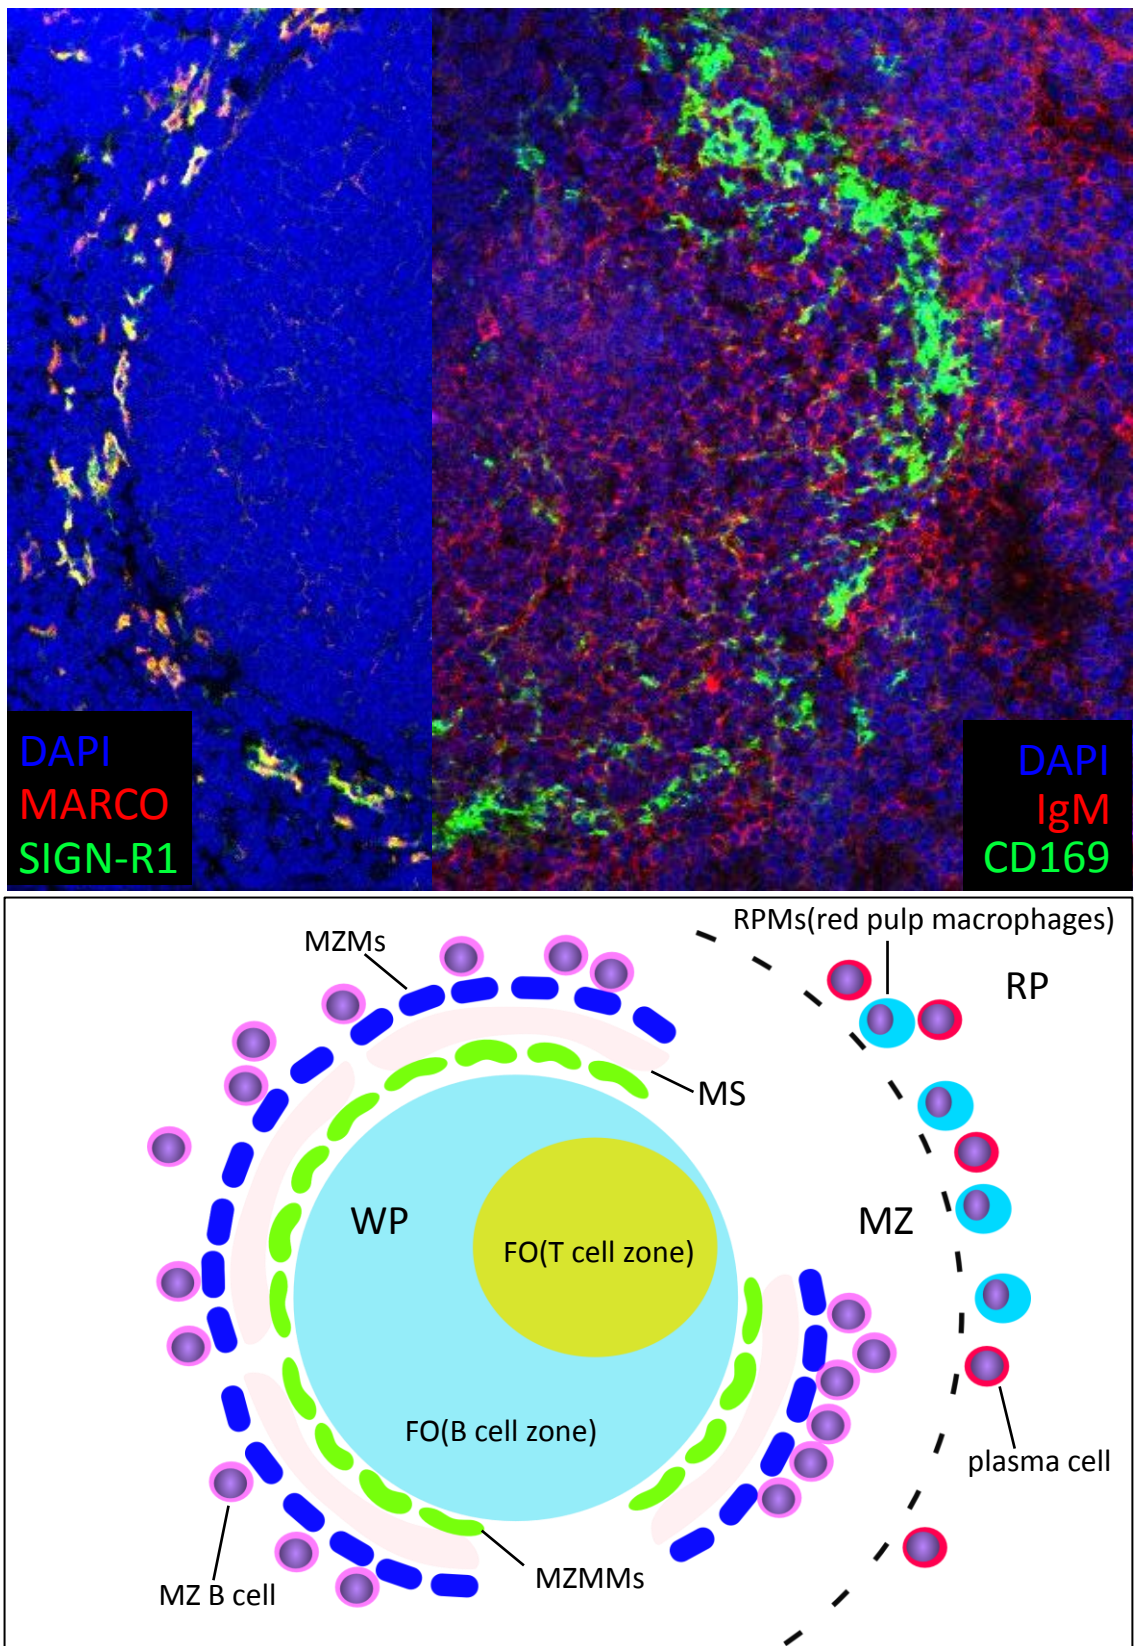 DAPI
MARCO
SIGN-R1
DAPI
IgM
CD169
RPMs(red pulp macrophages)
MZMs
RP
MS
WP
MZ
FO(T cell zone)
FO(B cell zone)
plasma cell
MZMMs
MZ B cell